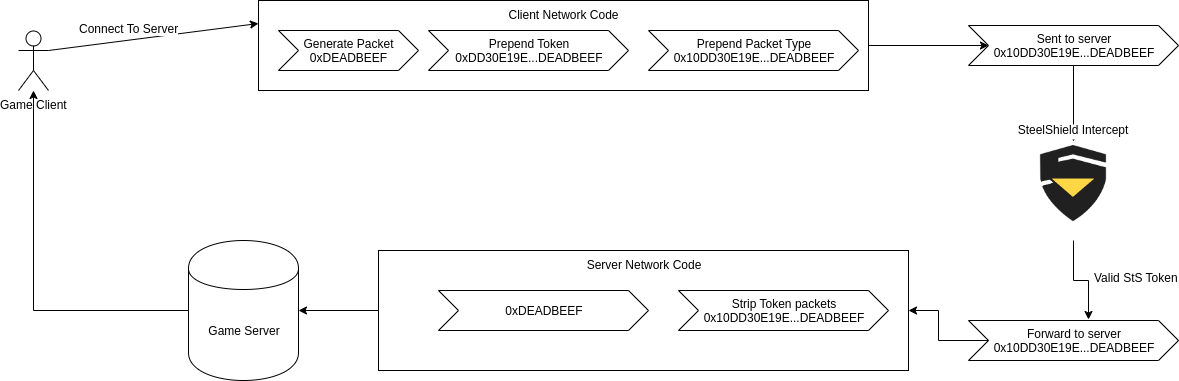 Connect To Server
Game Client
Client Network Code
Generate Packet
0xDEADBEEF
Prepend Token
0xDD30E19E...DEADBEEF
Prepend Packet Type
0x10DD30E19E...DEADBEEF
Sent to server
0x10DD30E19E...DEADBEEF
SteelShield Intercept
Valid StS Token
Forward to server
0x10DD30E19E...DEADBEEF
Server Network Code
Strip Token packets
0x10DD30E19E...DEADBEEF
0xDEADBEEF
Game Server